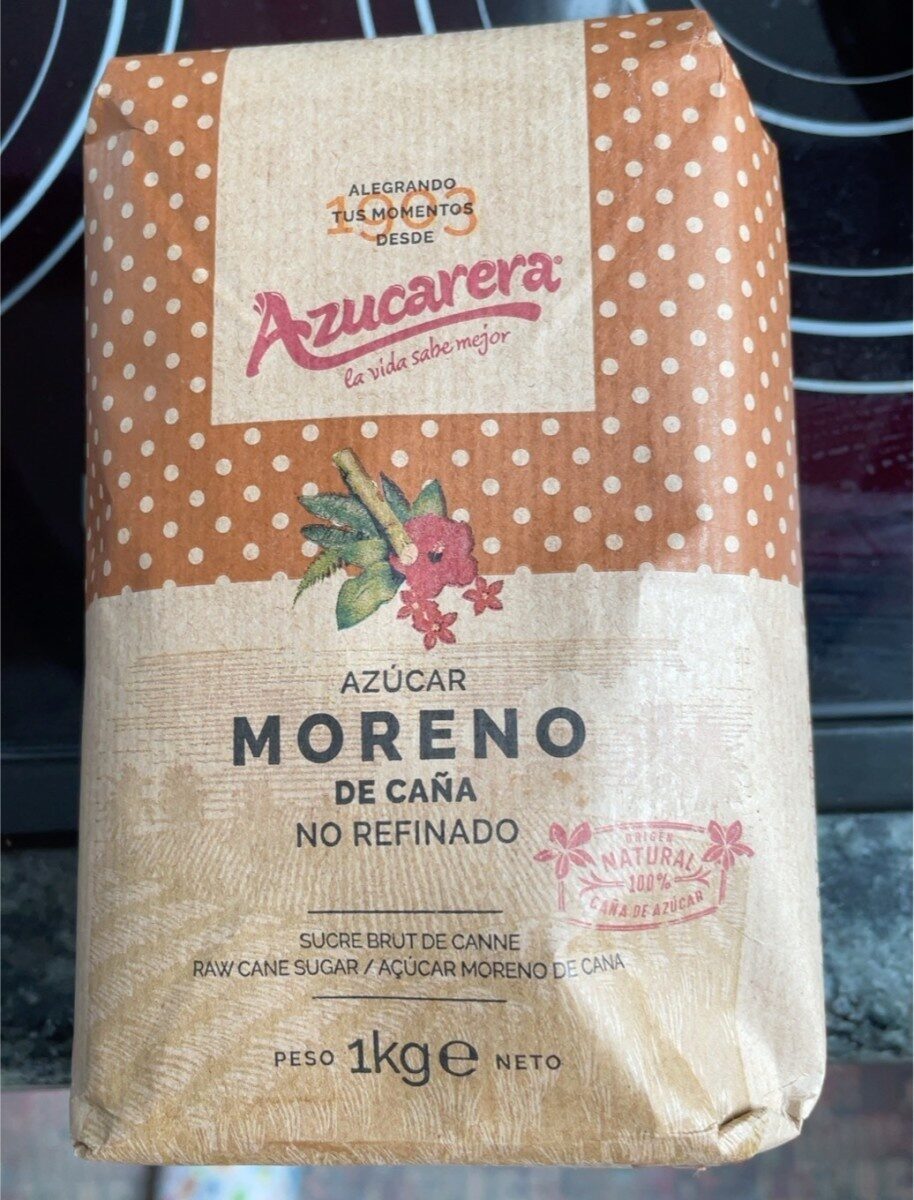 ALEGRANDO
1903
TUS MOMENTOS
DESDE
Azucarera®
la vida sabe mejor
AZÚCAR
MORENO
DE CAÑA
NO REFINADO
ORIGEN
NATURAL
100%
CAÑA DE AZÚCAR
SUCRE BRUT DE CANNE
RAW CANE SUGAR / AÇÚCAR MORENO DE CANA
PESO 1kg e NETO